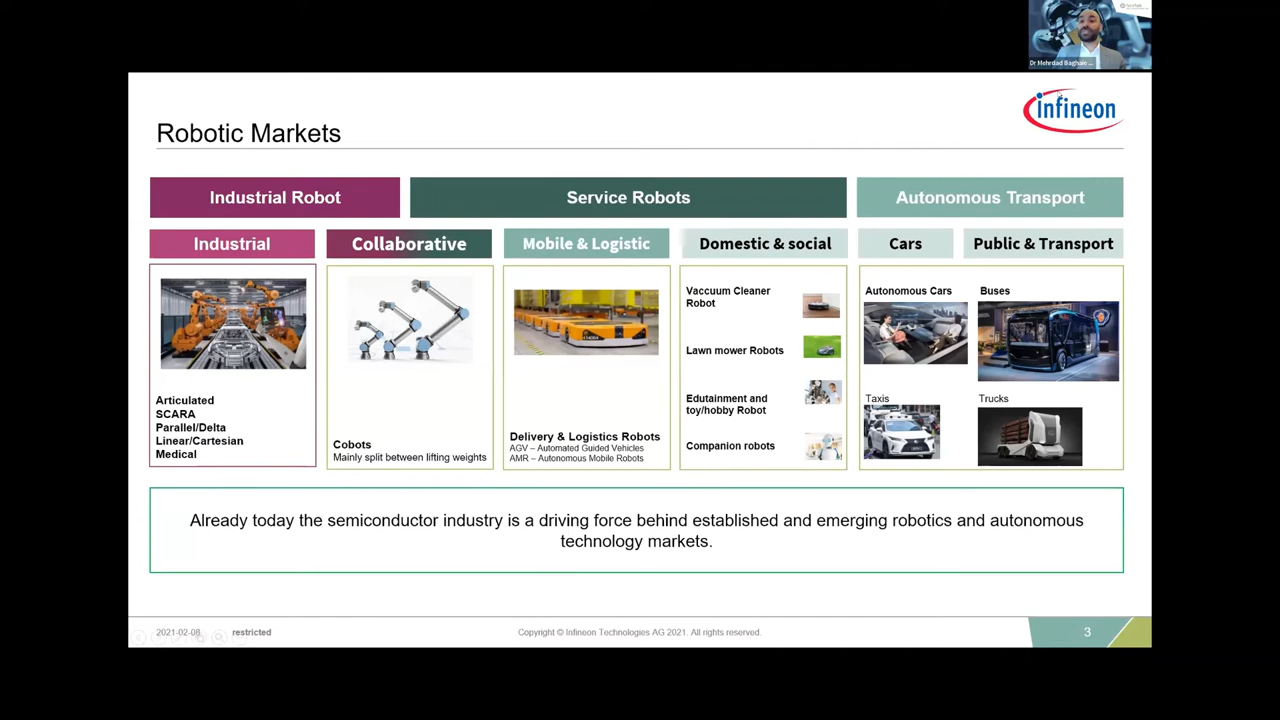 Dr Mehrdad Baghaie ...
infineon
Robotic Markets
Industrial Robot
Service Robots
Autonomous Transport
Industrial
Collaborative
Mobile & Logistic
Domestic & social
Cars
Public & Transport
Articulated
SCARA
Parallel/Delta
Linear/Cartesian
Medical
Cobots
Mainly split between lifting weights
Delivery & Logistics Robots
AGV – Automated Guided Vehicles
AMR – Autonomous Mobile Robots
Vaccuum Cleaner
Robot
Lawn mower Robots
Edutainment and
toy/hobby Robot
Companion robots
Autonomous Cars
Buses
Taxis
Trucks
Already today the semiconductor industry is a driving force behind established and emerging robotics and autonomous
technology markets.
2021-02-08
restricted
Copyright © Infineon Technologies AG 2021. All rights reserved.
3